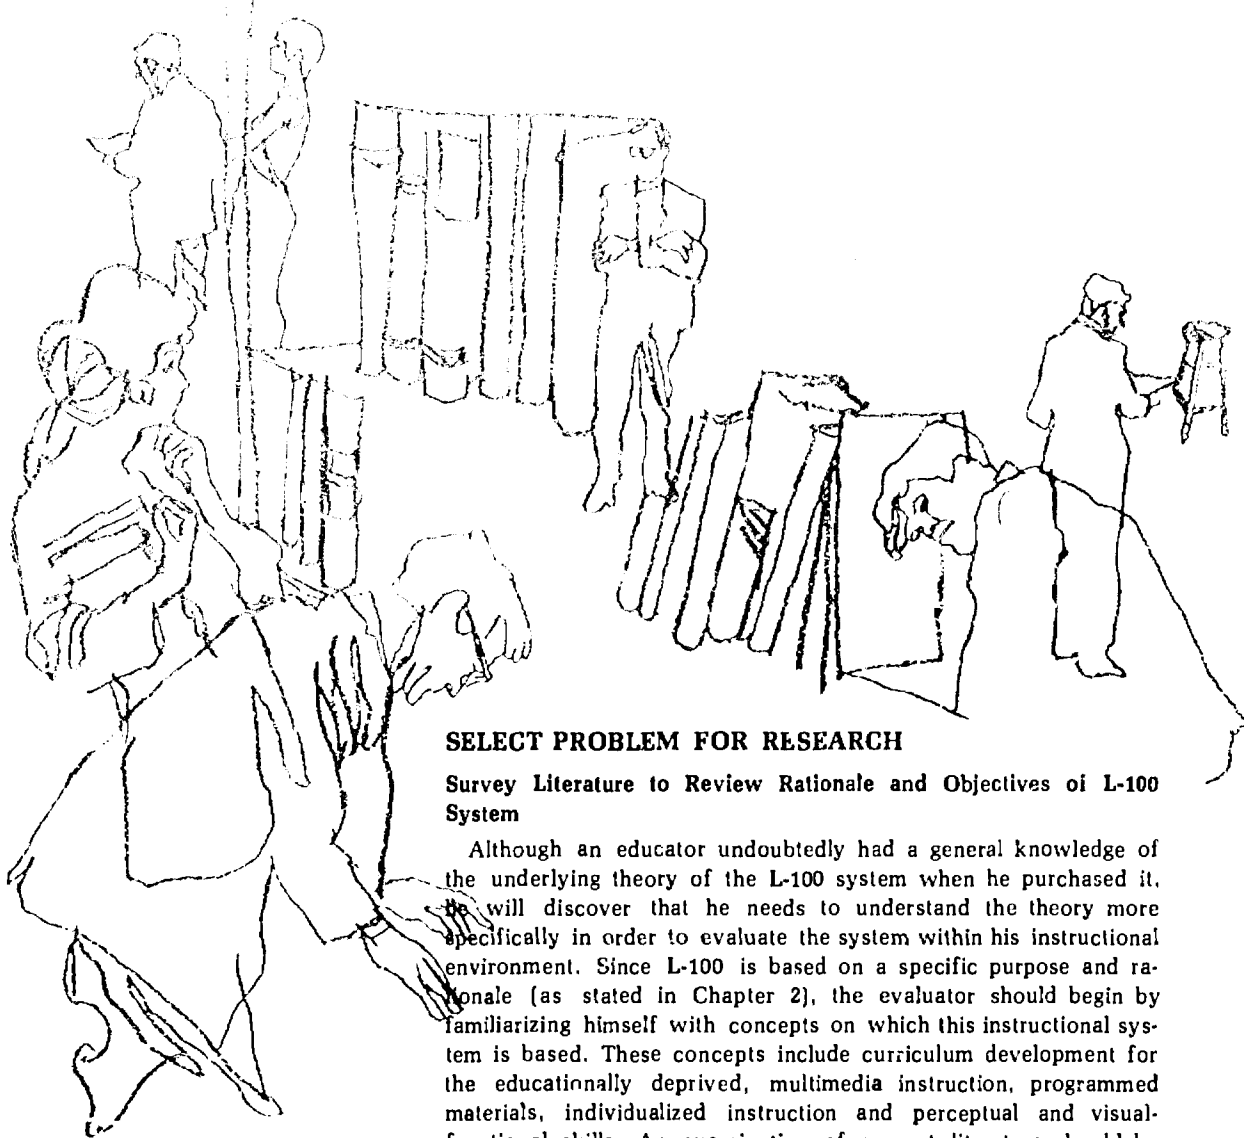 SELECT PROBLEM FOR RESEARCH
Survey Literature to Review Rationale and Objectives of L-100
System
Although an educator undoubtedly had a general knowledge of
the underlying theory of the L-100 system when he purchased it,
he will discover that he needs to understand the theory more
specifically in order to evaluate the system within his instructional
environment. Since L-100 is based on a specific purpose and ra-
tionale (as stated in Chapter 2), the evaluator should begin by
familiarizing himself with concepts on which this instructional sys-
tem is based. These concepts include curriculum development for
the educationally deprived, multimedia instruction, programmed
materials, individualized instruction and perceptual and visual-